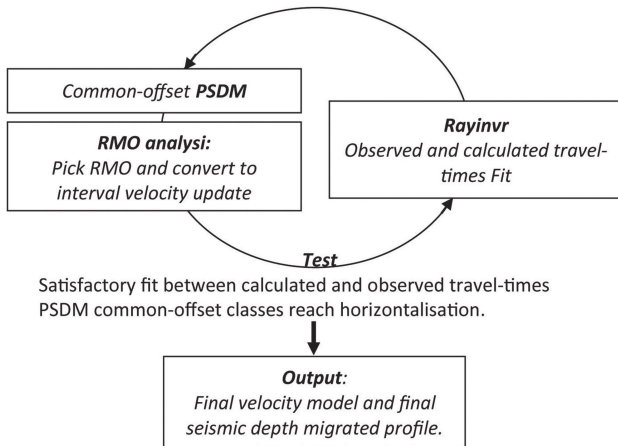 Common-offset PSDM
RMO analysi:
Pick RMO and convert to
interval velocity update
Rayinvr
Observed and calculated travel-
times Fit
Test
Satisfactory fit between calculated and observed travel-times
PSDM common-offset classes reach horizontalisation.
Output:
Final velocity model and final
seismic depth migrated profile.